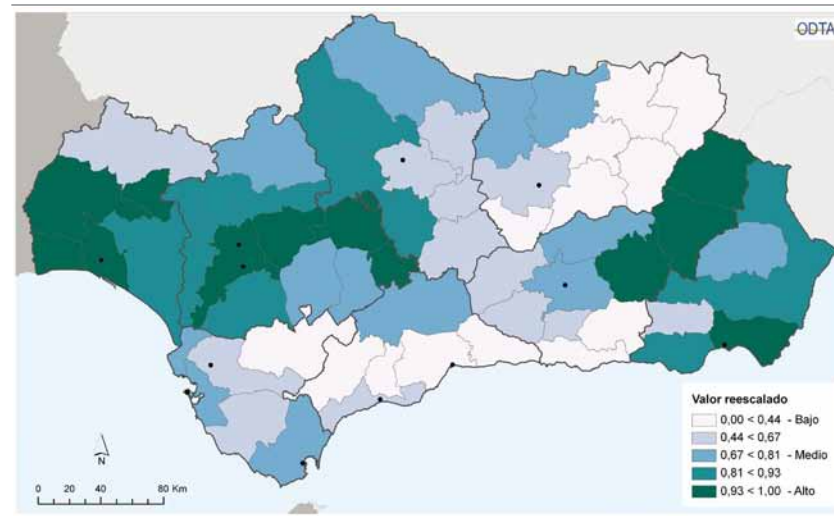 ODTA
Valor reescalado
0,00 < 0,44 - Bajo
0,44 < 0,67
0,67 < 0,81 - Medio
0,81 < 0,93
0,93 < 1,00 - Alto
N
0 20 40 80 Km